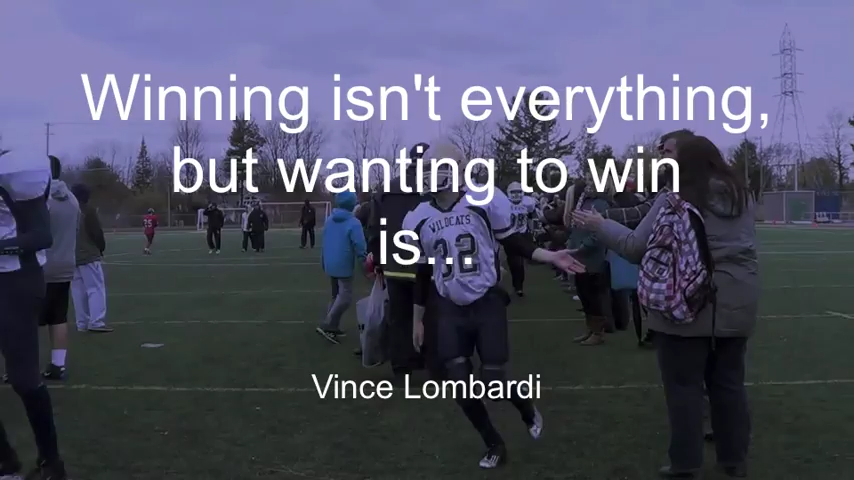 Winning isn't everything,
but wanting to win
is...
WILDCATS
32
Vince Lombardi